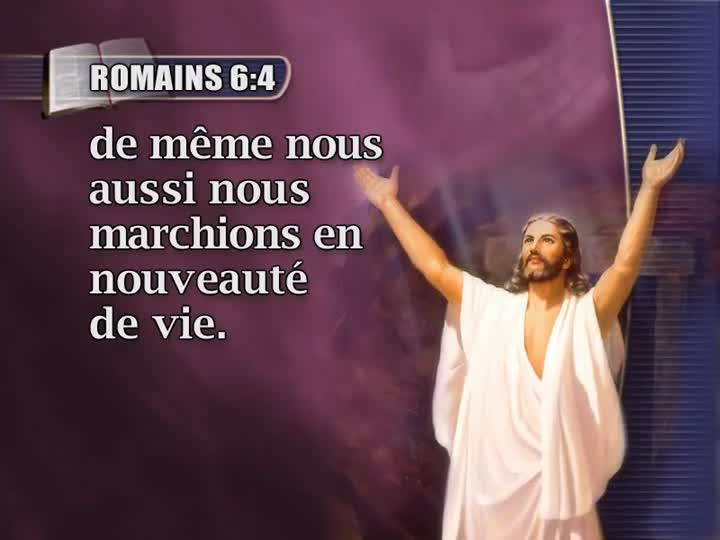 ROMAINS 6:4
de même nous
aussi nous
marchions en
nouveauté
de vie.